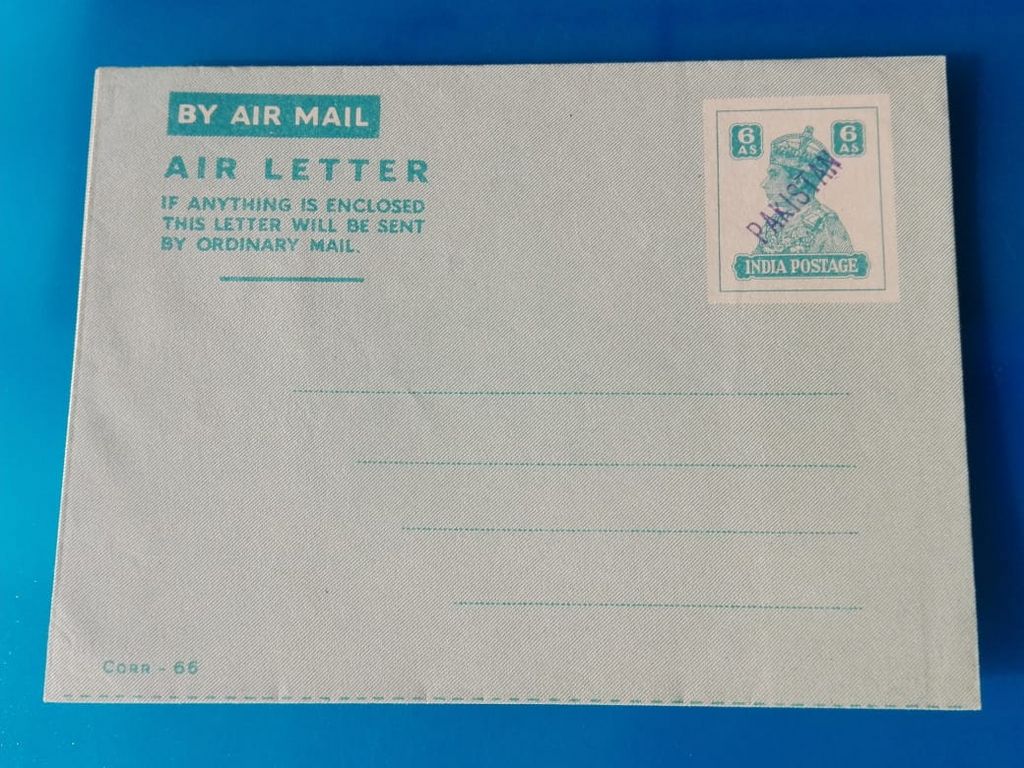 BY AIR MAIL
AIR LETTER
IF ANYTHING IS ENCLOSED
THIS LETTER WILL BE SENT
BY ORDINARY MAIL.
6 AS 6 AS
PAKISTAN
INDIA POSTAGE
CORR - 66